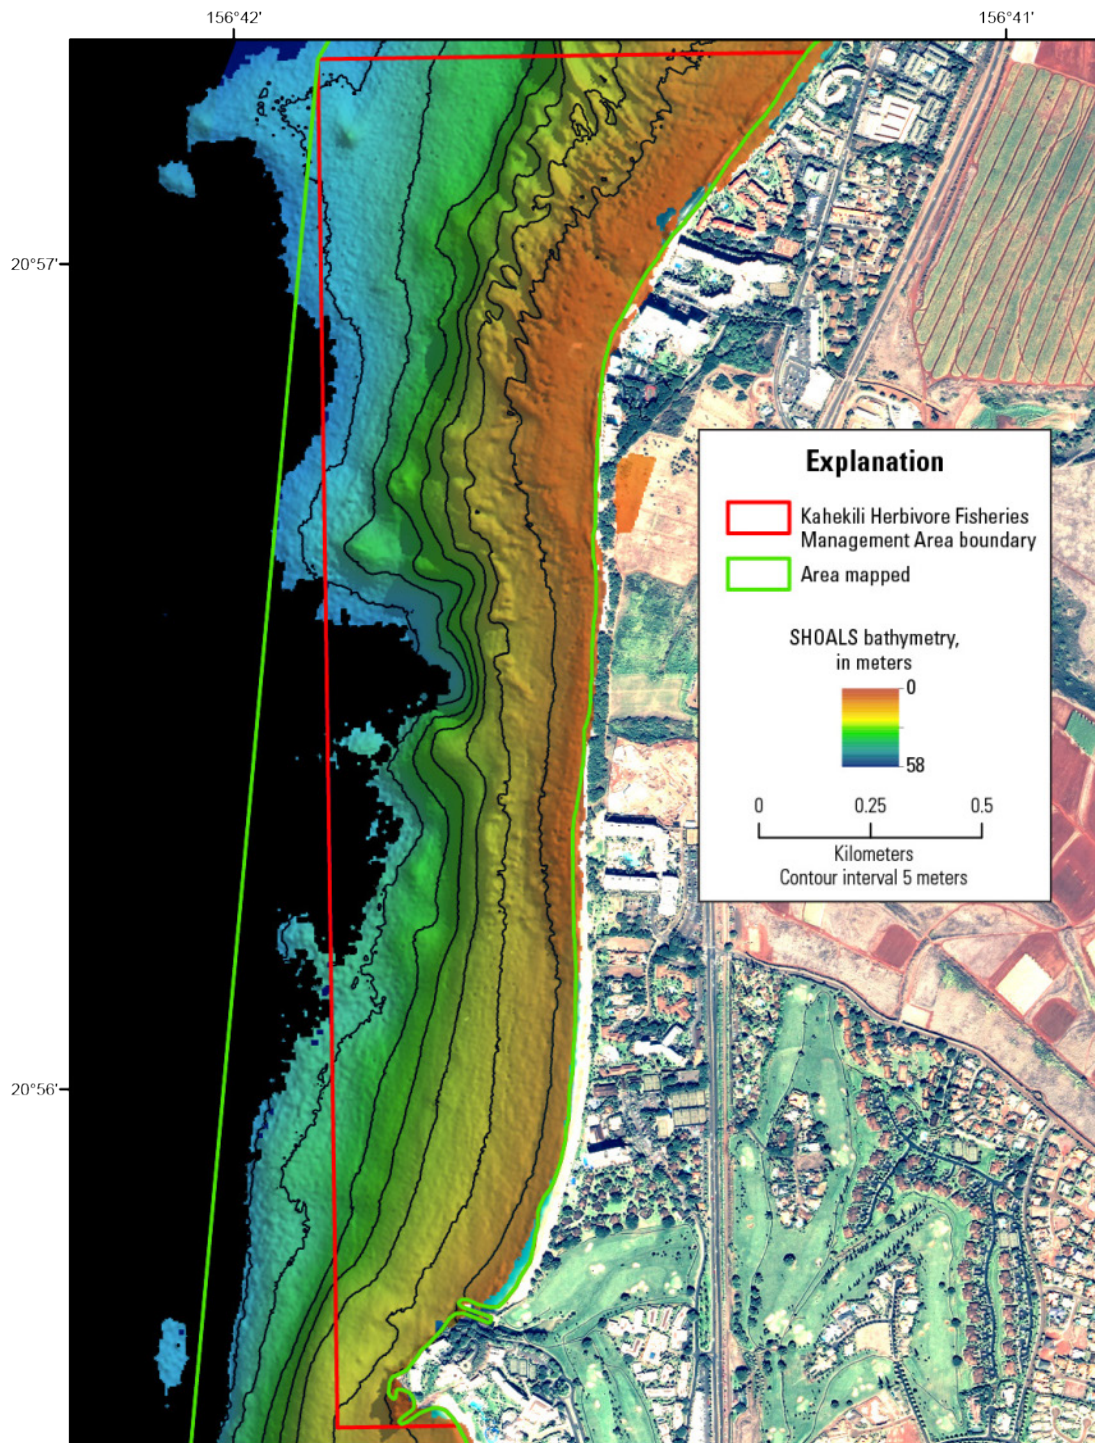 156°42'
156°41'
20°57'
Explanation
Kahekili Herbivore Fisheries
Management Area boundary
Area mapped
SHOALS bathymetry,
in meters
0
58
0 0.25 0.5
Kilometers
Contour interval 5 meters
20°56'